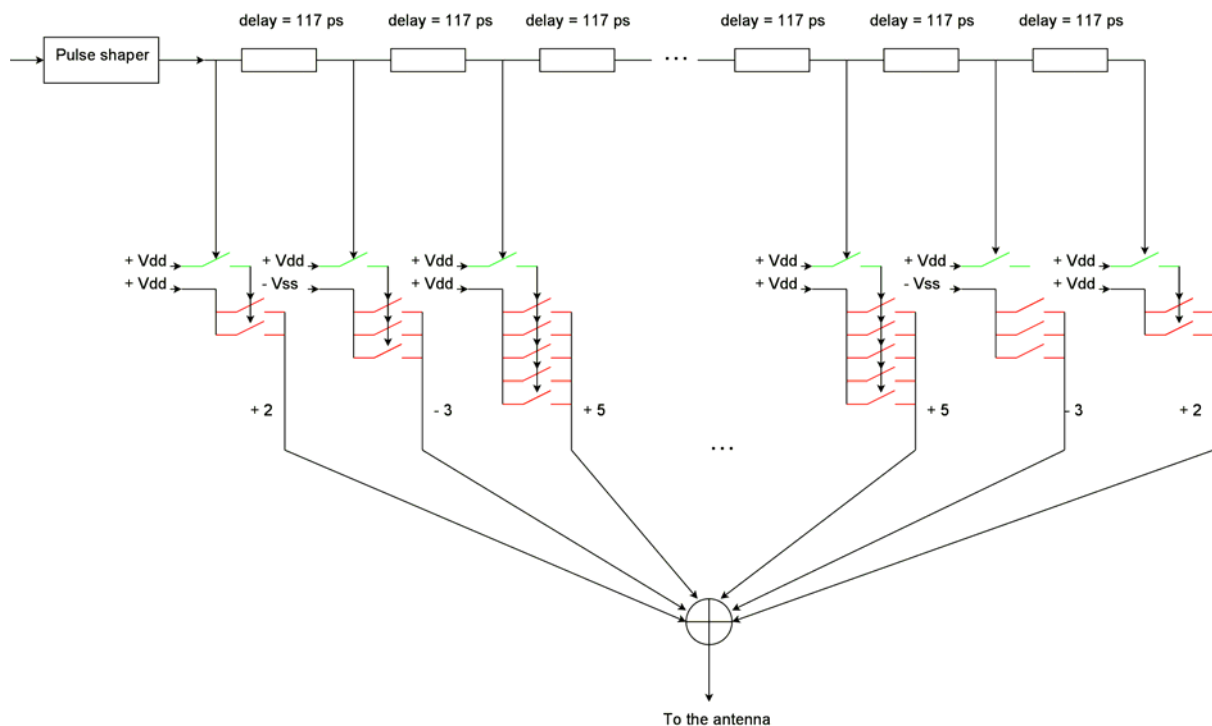 delay = 117 ps delay = 117 ps delay = 117 ps delay = 117 ps delay = 117 ps delay = 117 ps
Pulse shaper
...
+ Vdd + Vdd + Vdd + Vdd + Vdd + Vdd
+ Vdd - Vss + Vdd + Vdd - Vss + Vdd
+ 2 - 3 + 5 + 5 - 3 + 2
...
To the antenna